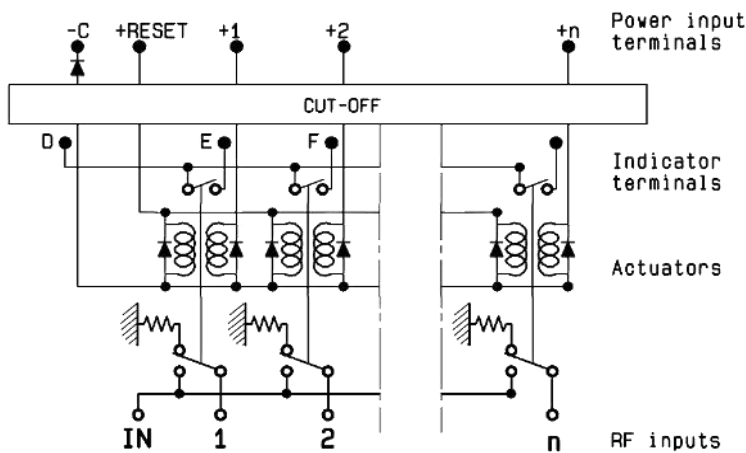 -C +RESET +1 +2 +n Power input
terminals
CUT-OFF
D E F Indicator
terminals
Actuators
IN 1 2 n RF inputs